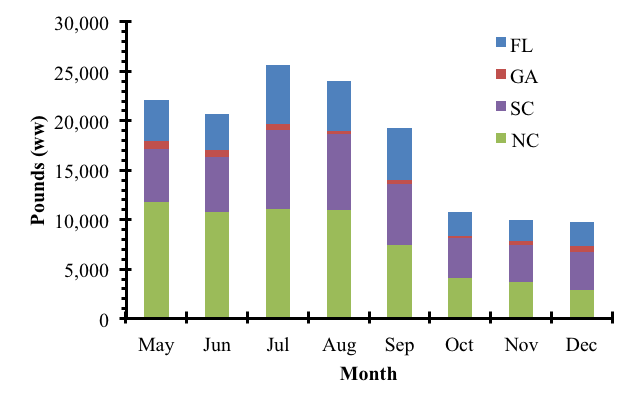 30,000
25,000
20,000
15,000
10,000
5,000
0
Pounds (ww)
FL
GA
SC
NC
May Jun Jul Aug Sep Oct Nov Dec
Month